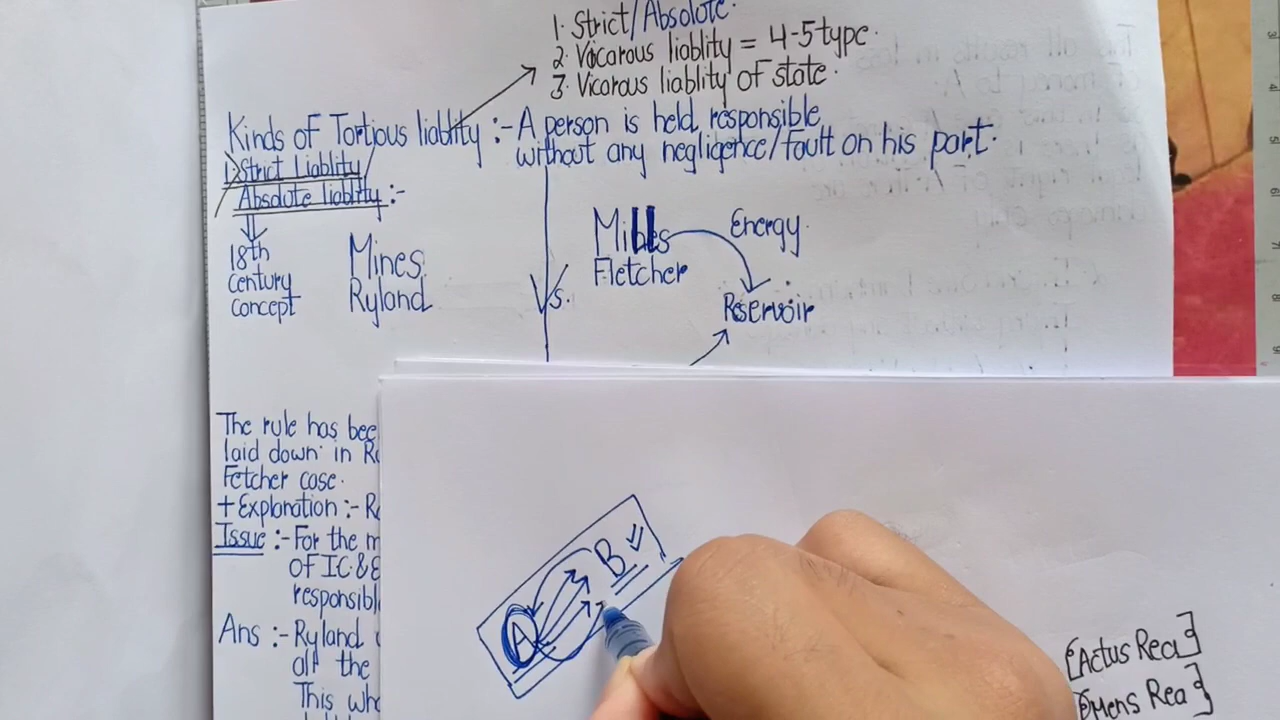 1. Strict/Absolute.
2. Vicarous liablity = 4-5 type.
3. Vicarous liablity of state.
Kinds of Tortious liablity :- A person is held responsible
without any negligence/fault on his part.
1) Strict Liablity
Absolute liablity :-
18th
century
concept
Mines
Ryland
Vs.
Mills
Fletcher
Energy
Reservoir
The rule has bee
laid down in R
Fetcher case.
+ Explanation :- R
Issue :- For the m
of IC &
responsibl
Ans :- Ryland
all the
This wh
A
B
[Actus Rea]
[Mens Rea]